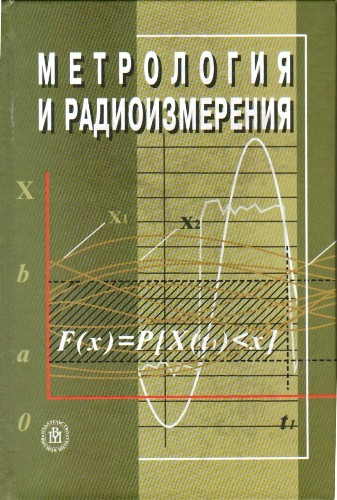 МЕТРОЛОГИЯ
И РАДИОИЗМЕРЕНИЯ
X
x1
x2
b
F(x)=P[X(t1)<x]
a
0
t1